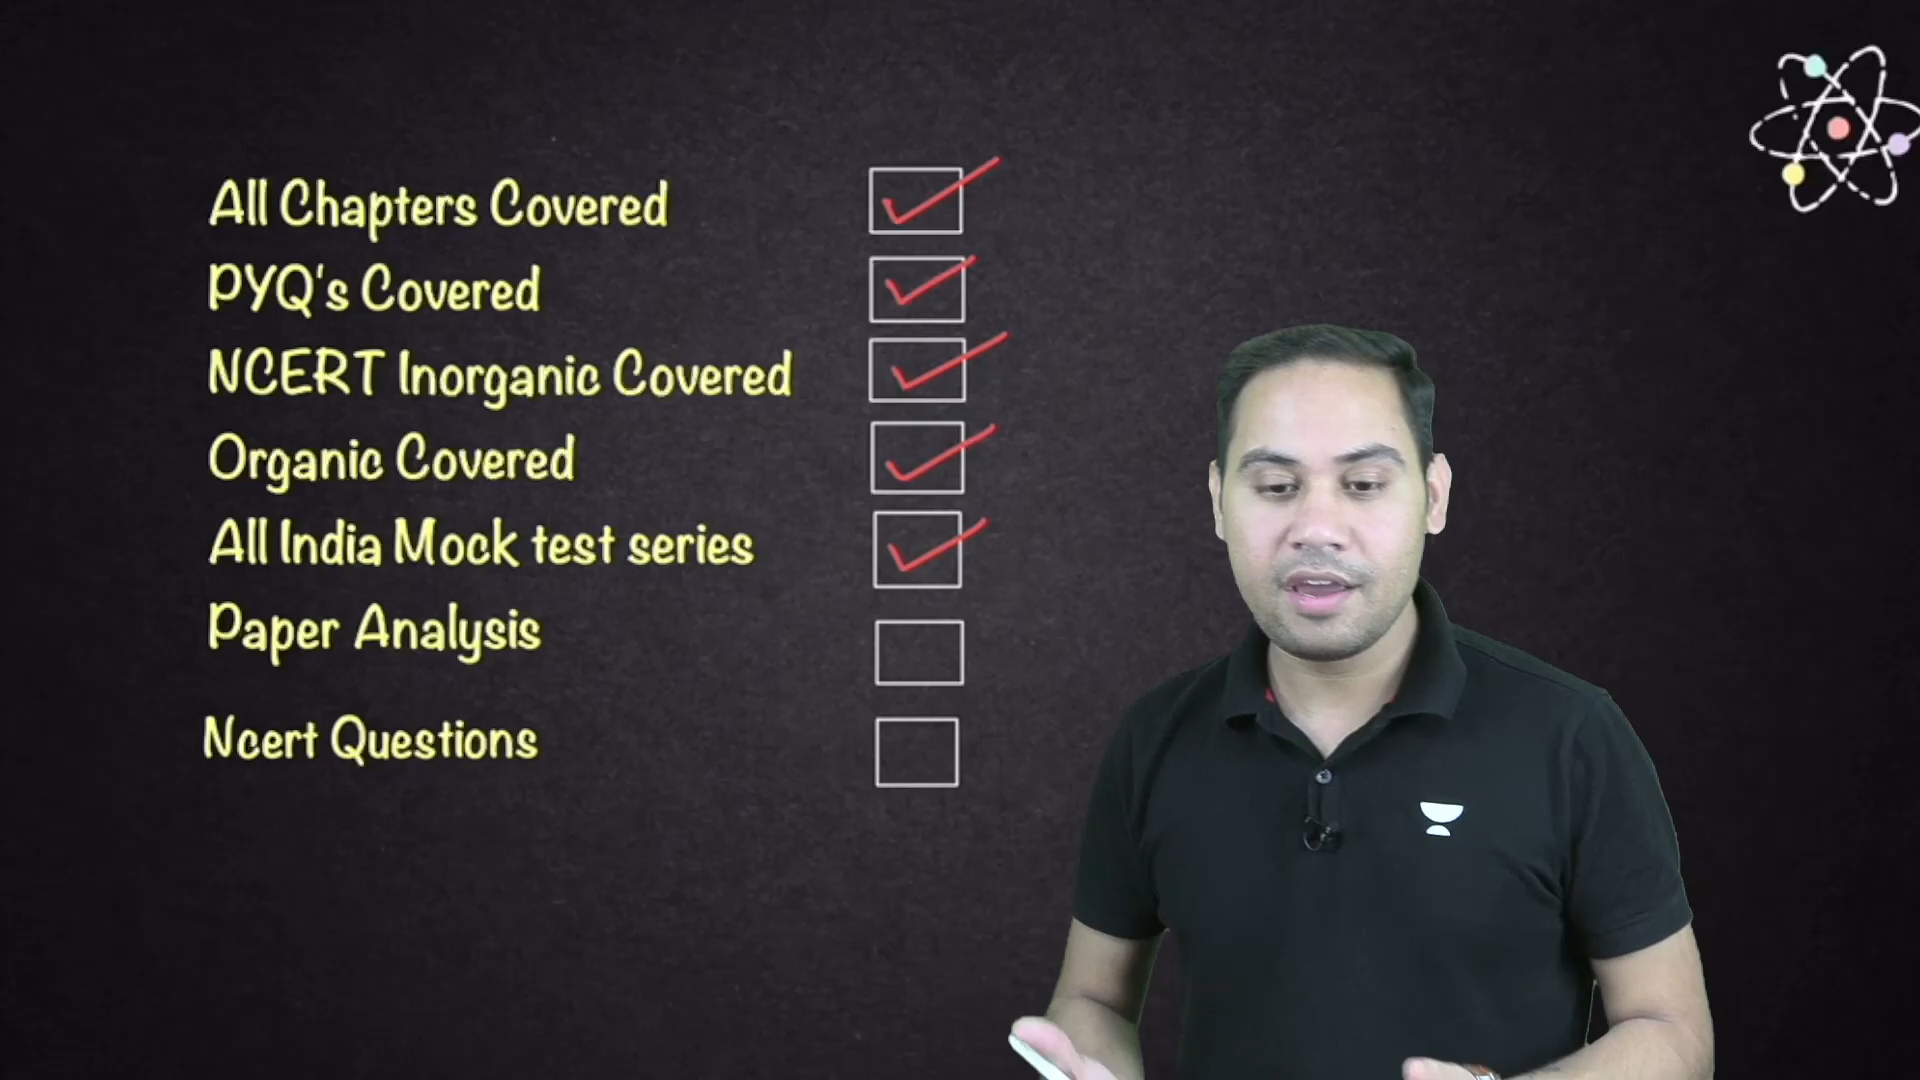 All Chapters Covered
PYQ's Covered
NCERT Inorganic Covered
Organic Covered
All India Mock test series
Paper Analysis
Ncert Questions